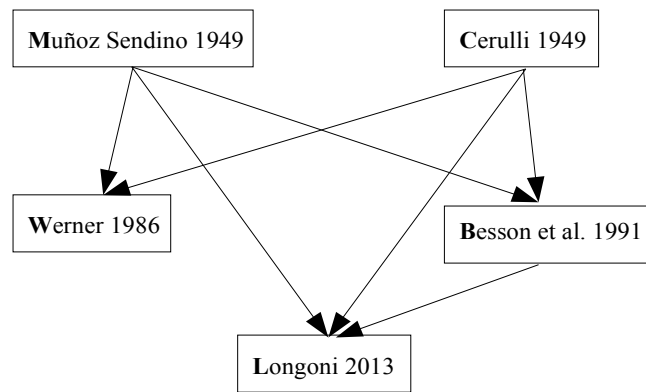 Muñoz Sendino 1949
Cerulli 1949
Werner 1986
Besson et al. 1991
Longoni 2013